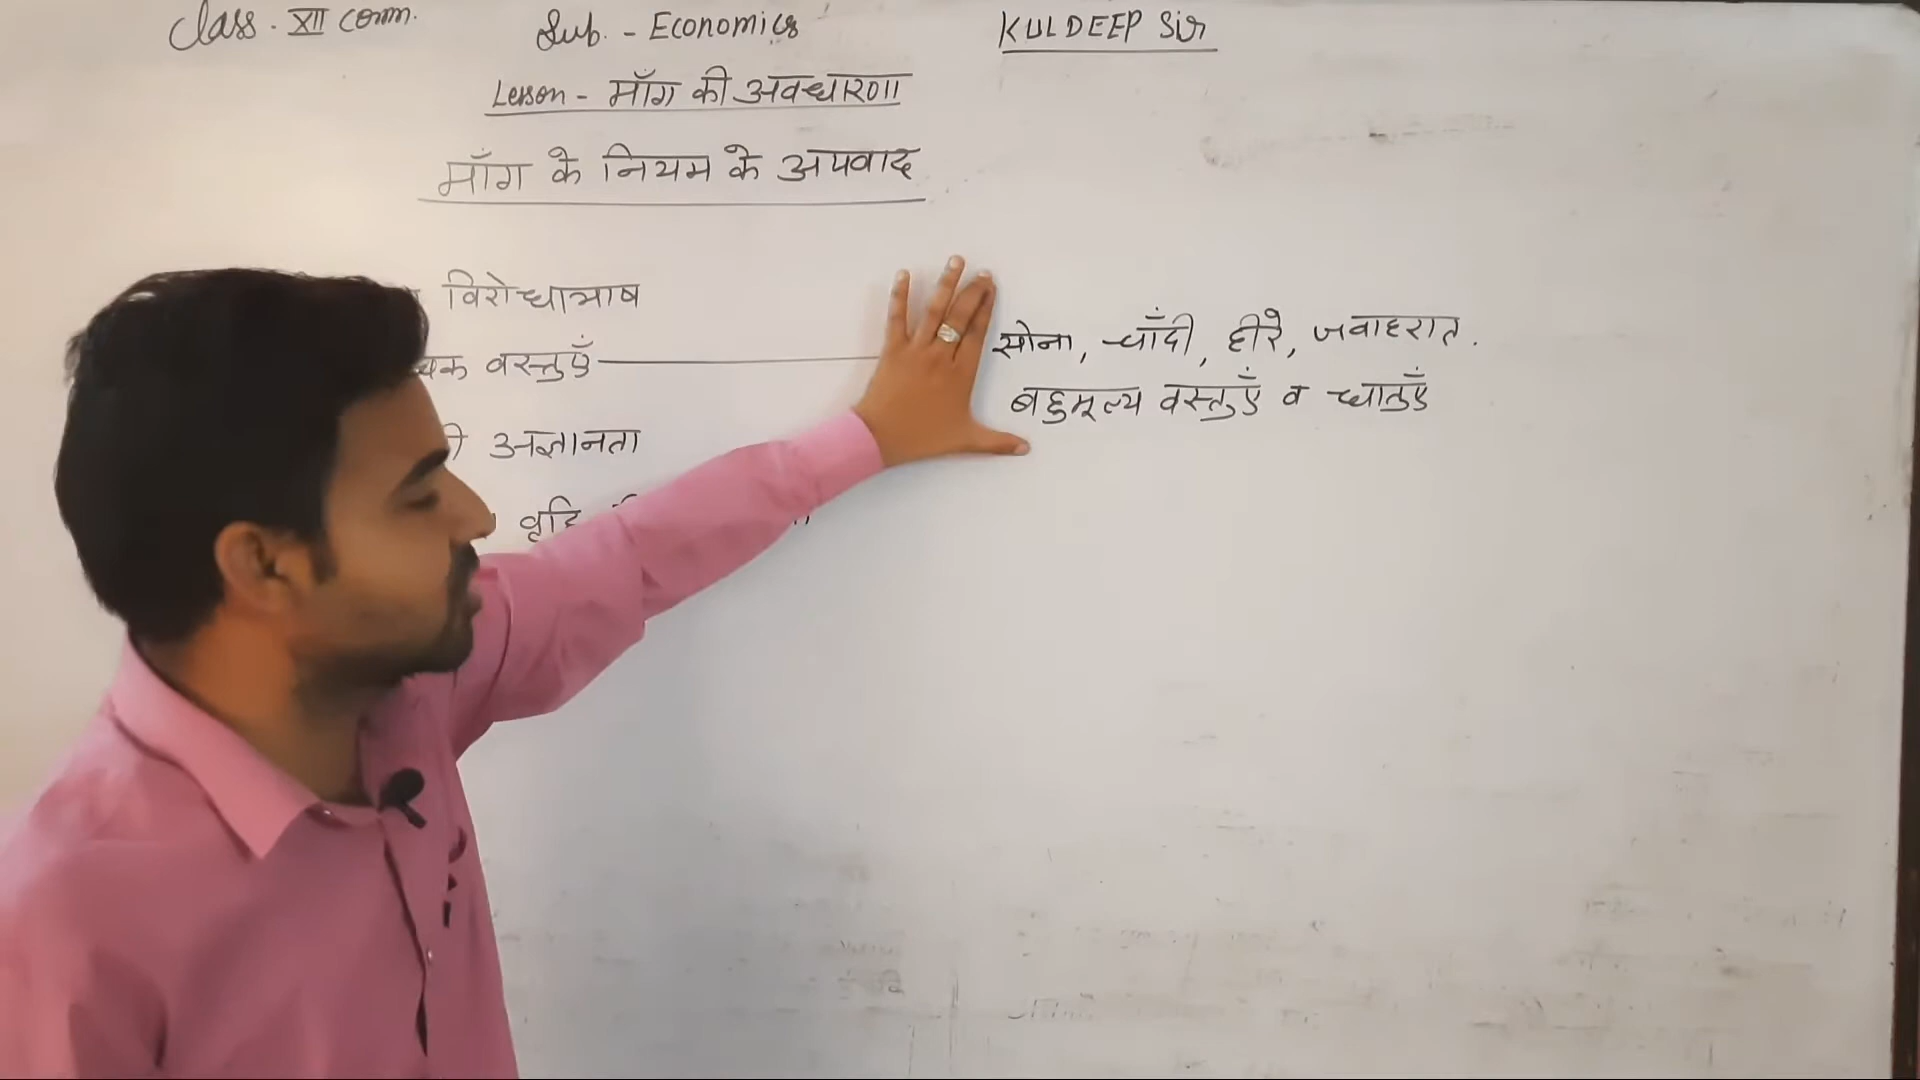 Class. XII comm. Sub. - Economics KULDEEP Sir
Lesson - माँग की अवधारणा
माँग के नियम के अपवाद
विरोधाभाष
वस्तुएँ
सोना, चाँदी, हीरे, जवाहरात.
बहुमूल्य वस्तुएँ व धातुएँ
अज्ञानता